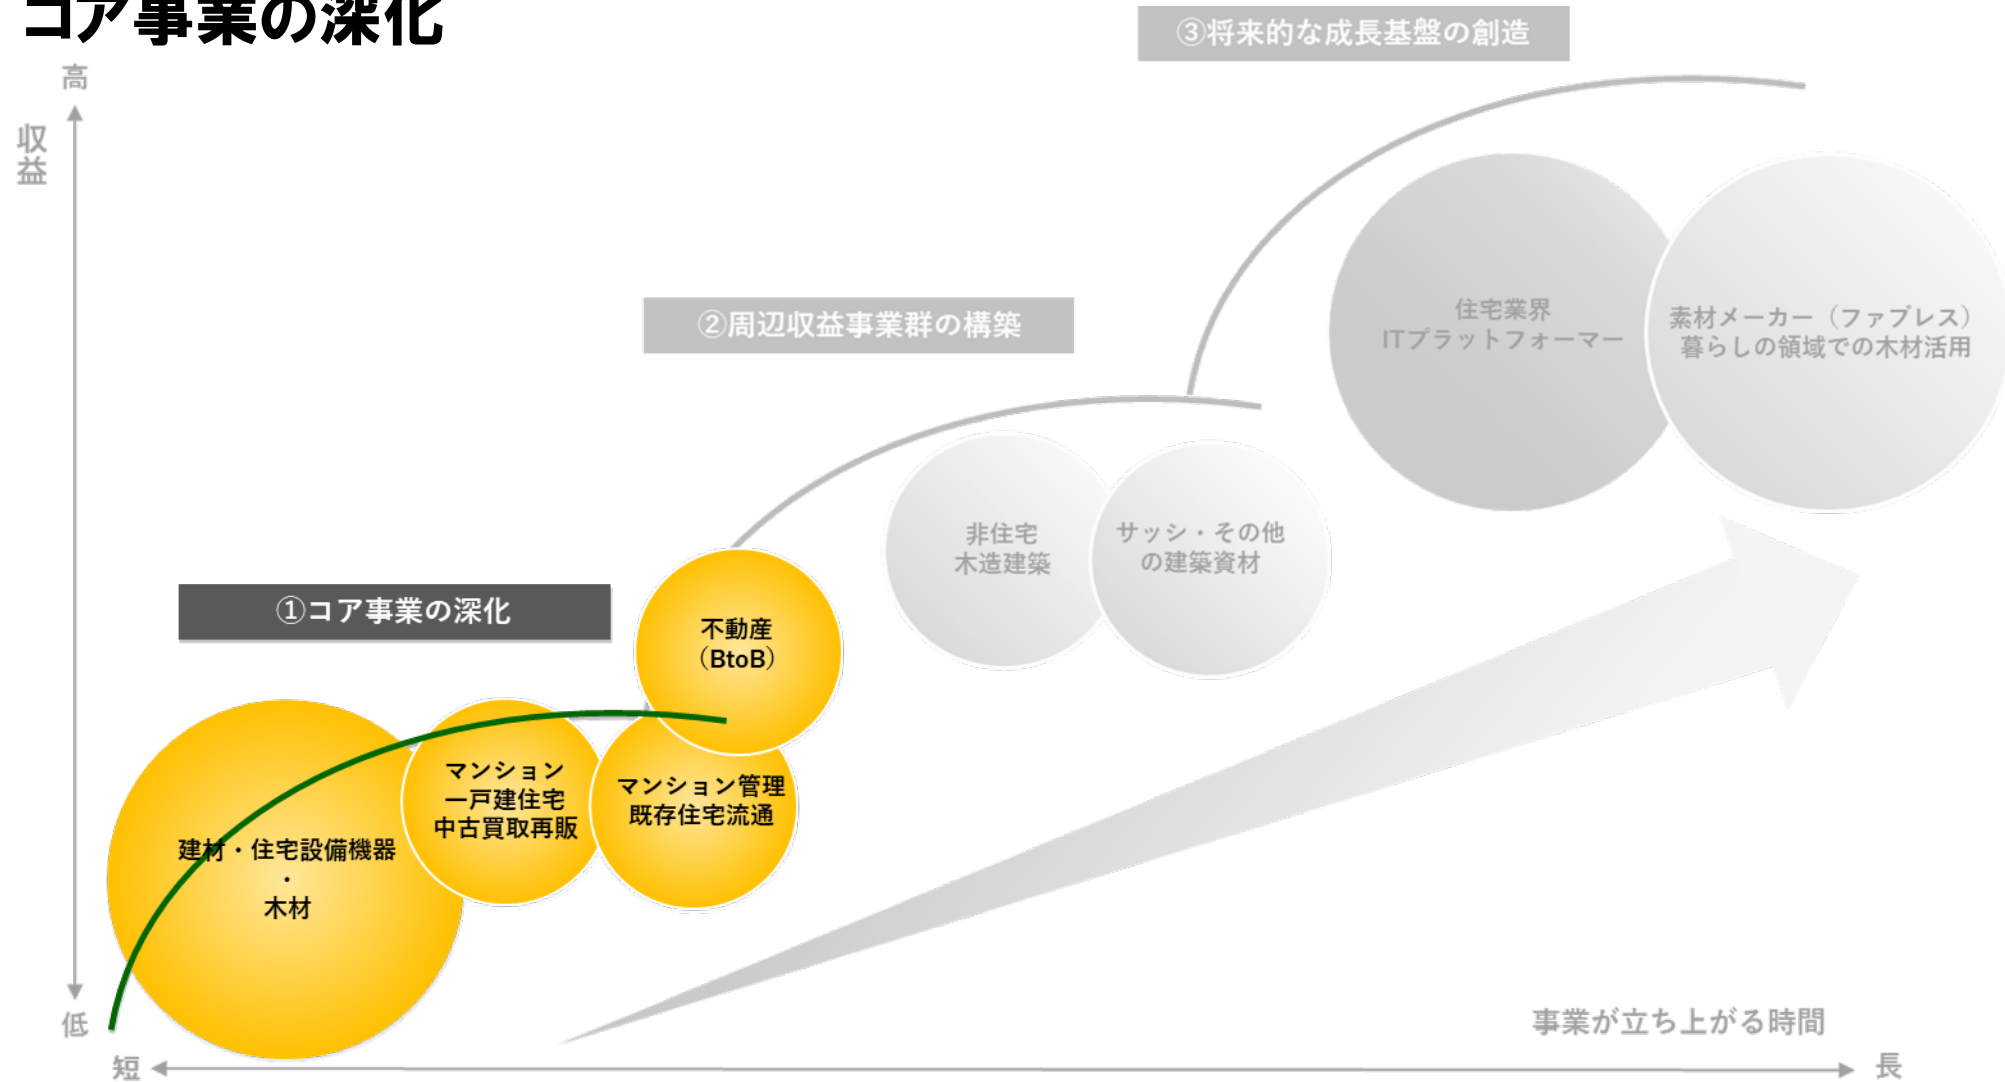 コア事業の深化
③将来的な成長基盤の創造
高
収益
住宅業界
ITプラットフォーマー
素材メーカー（ファブレス）
暮らしの領域での木材活用
②周辺収益事業群の構築
非住宅
木造建築
サッシ・その他
の建築資材
①コア事業の深化
不動産
（BtoB）
マンション
一戸建住宅
中古買取再販
マンション管理
既存住宅流通
建材・住宅設備機器
・
木材
低
事業が立ち上がる時間
短
長